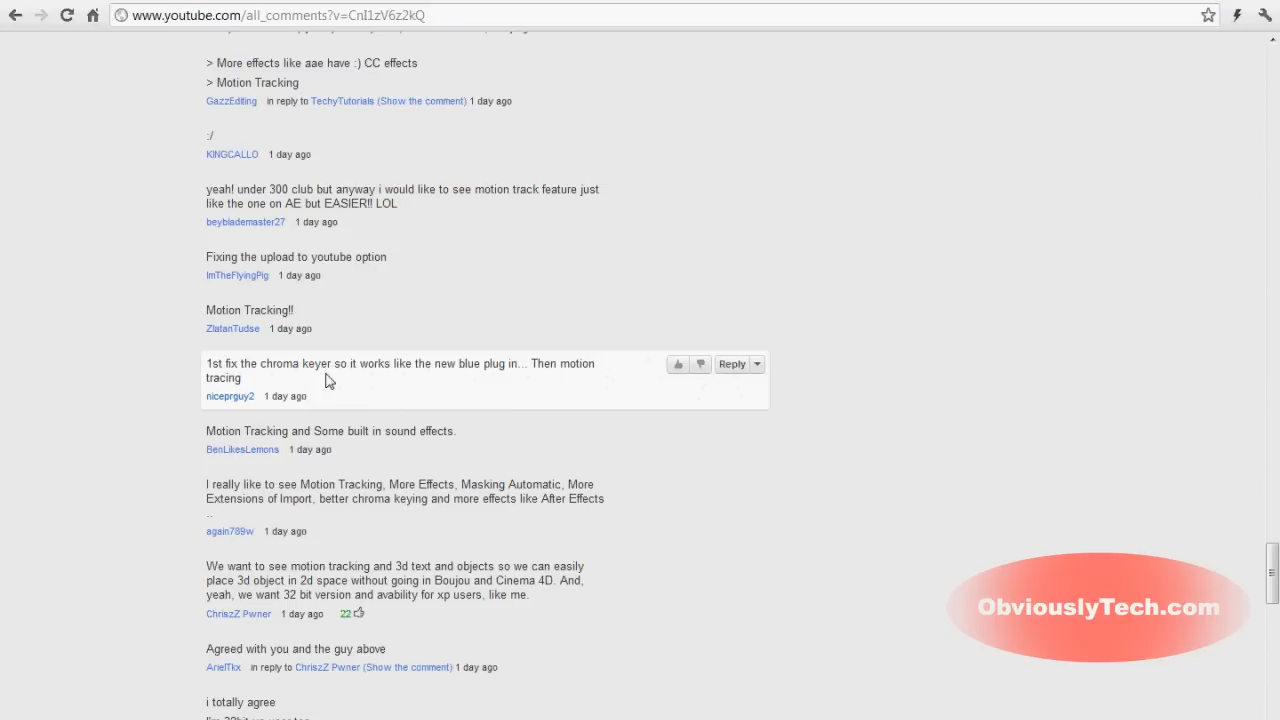 www.youtube.com/all_comments?v=CnI1zV6z2kQ
> More effects like aae have :) CC effects
> Motion Tracking
GazzEditing in reply to TechyTutorials (Show the comment) 1 day ago
:/
KINGCALLO 1 day ago
yeah! under 300 club but anyway i would like to see motion track feature just
like the one on AE but EASIER!! LOL
beyblademaster27 1 day ago
Fixing the upload to youtube option
ImTheFlyingPig 1 day ago
Motion Tracking!!
ZlatanTudse 1 day ago
1st fix the chroma keyer so it works like the new blue plug in... Then motion
tracing
Reply
niceprguy2 1 day ago
Motion Tracking and Some built in sound effects.
BenLikesLemons 1 day ago
I really like to see Motion Tracking, More Effects, Masking Automatic, More
Extensions of Import, better chroma keying and more effects like After Effects
..
again789w 1 day ago
We want to see motion tracking and 3d text and objects so we can easily
place 3d object in 2d space without going in Boujou and Cinema 4D. And,
yeah, we want 32 bit version and avability for xp users, like me.
ChriszZ Pwner 1 day ago 22
ObviouslyTech.com
Agreed with you and the guy above
ArielTkx in reply to ChriszZ Pwner (Show the comment) 1 day ago
i totally agree